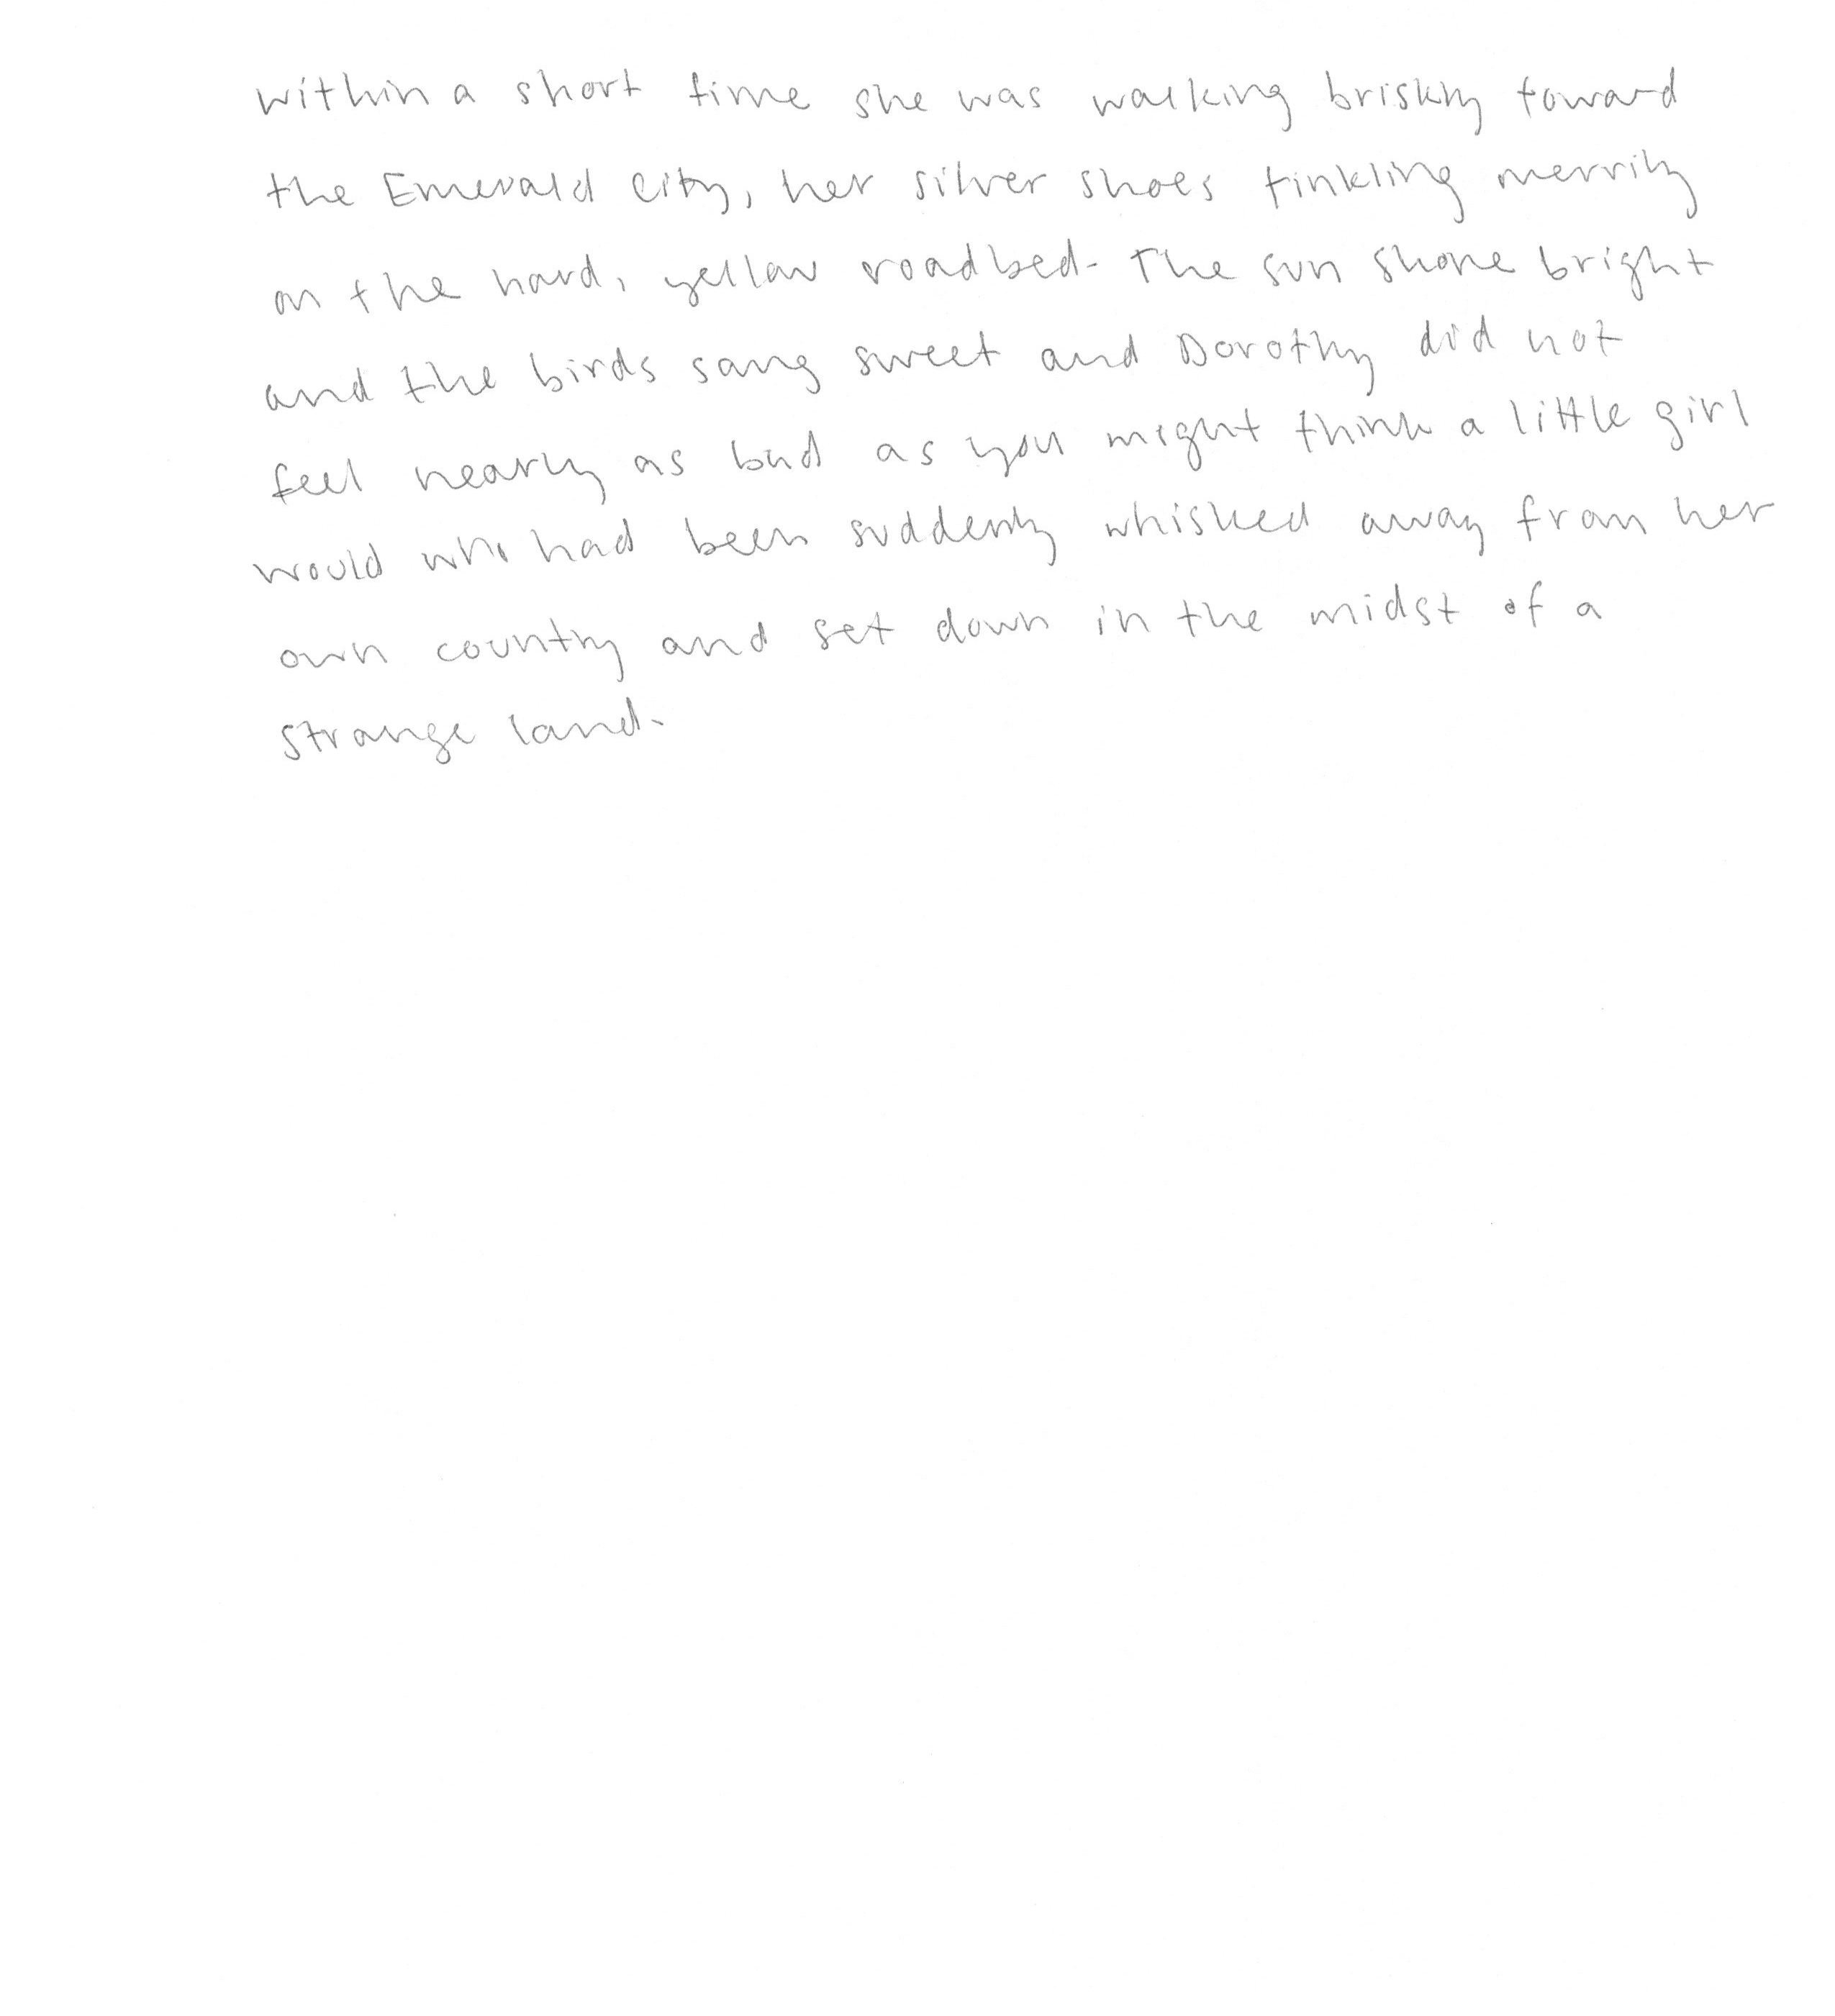 Within a short time she was walking briskly toward
the Emerald City, her silver shoes tinkling merrily
on the hard, yellow roadbed. The sun shone bright
and the birds sang sweet and Dorothy did not
feel nearly as bad as you might think a little girl
would who had been suddenly whisked away from her
own country and set down in the midst of a
strange land.